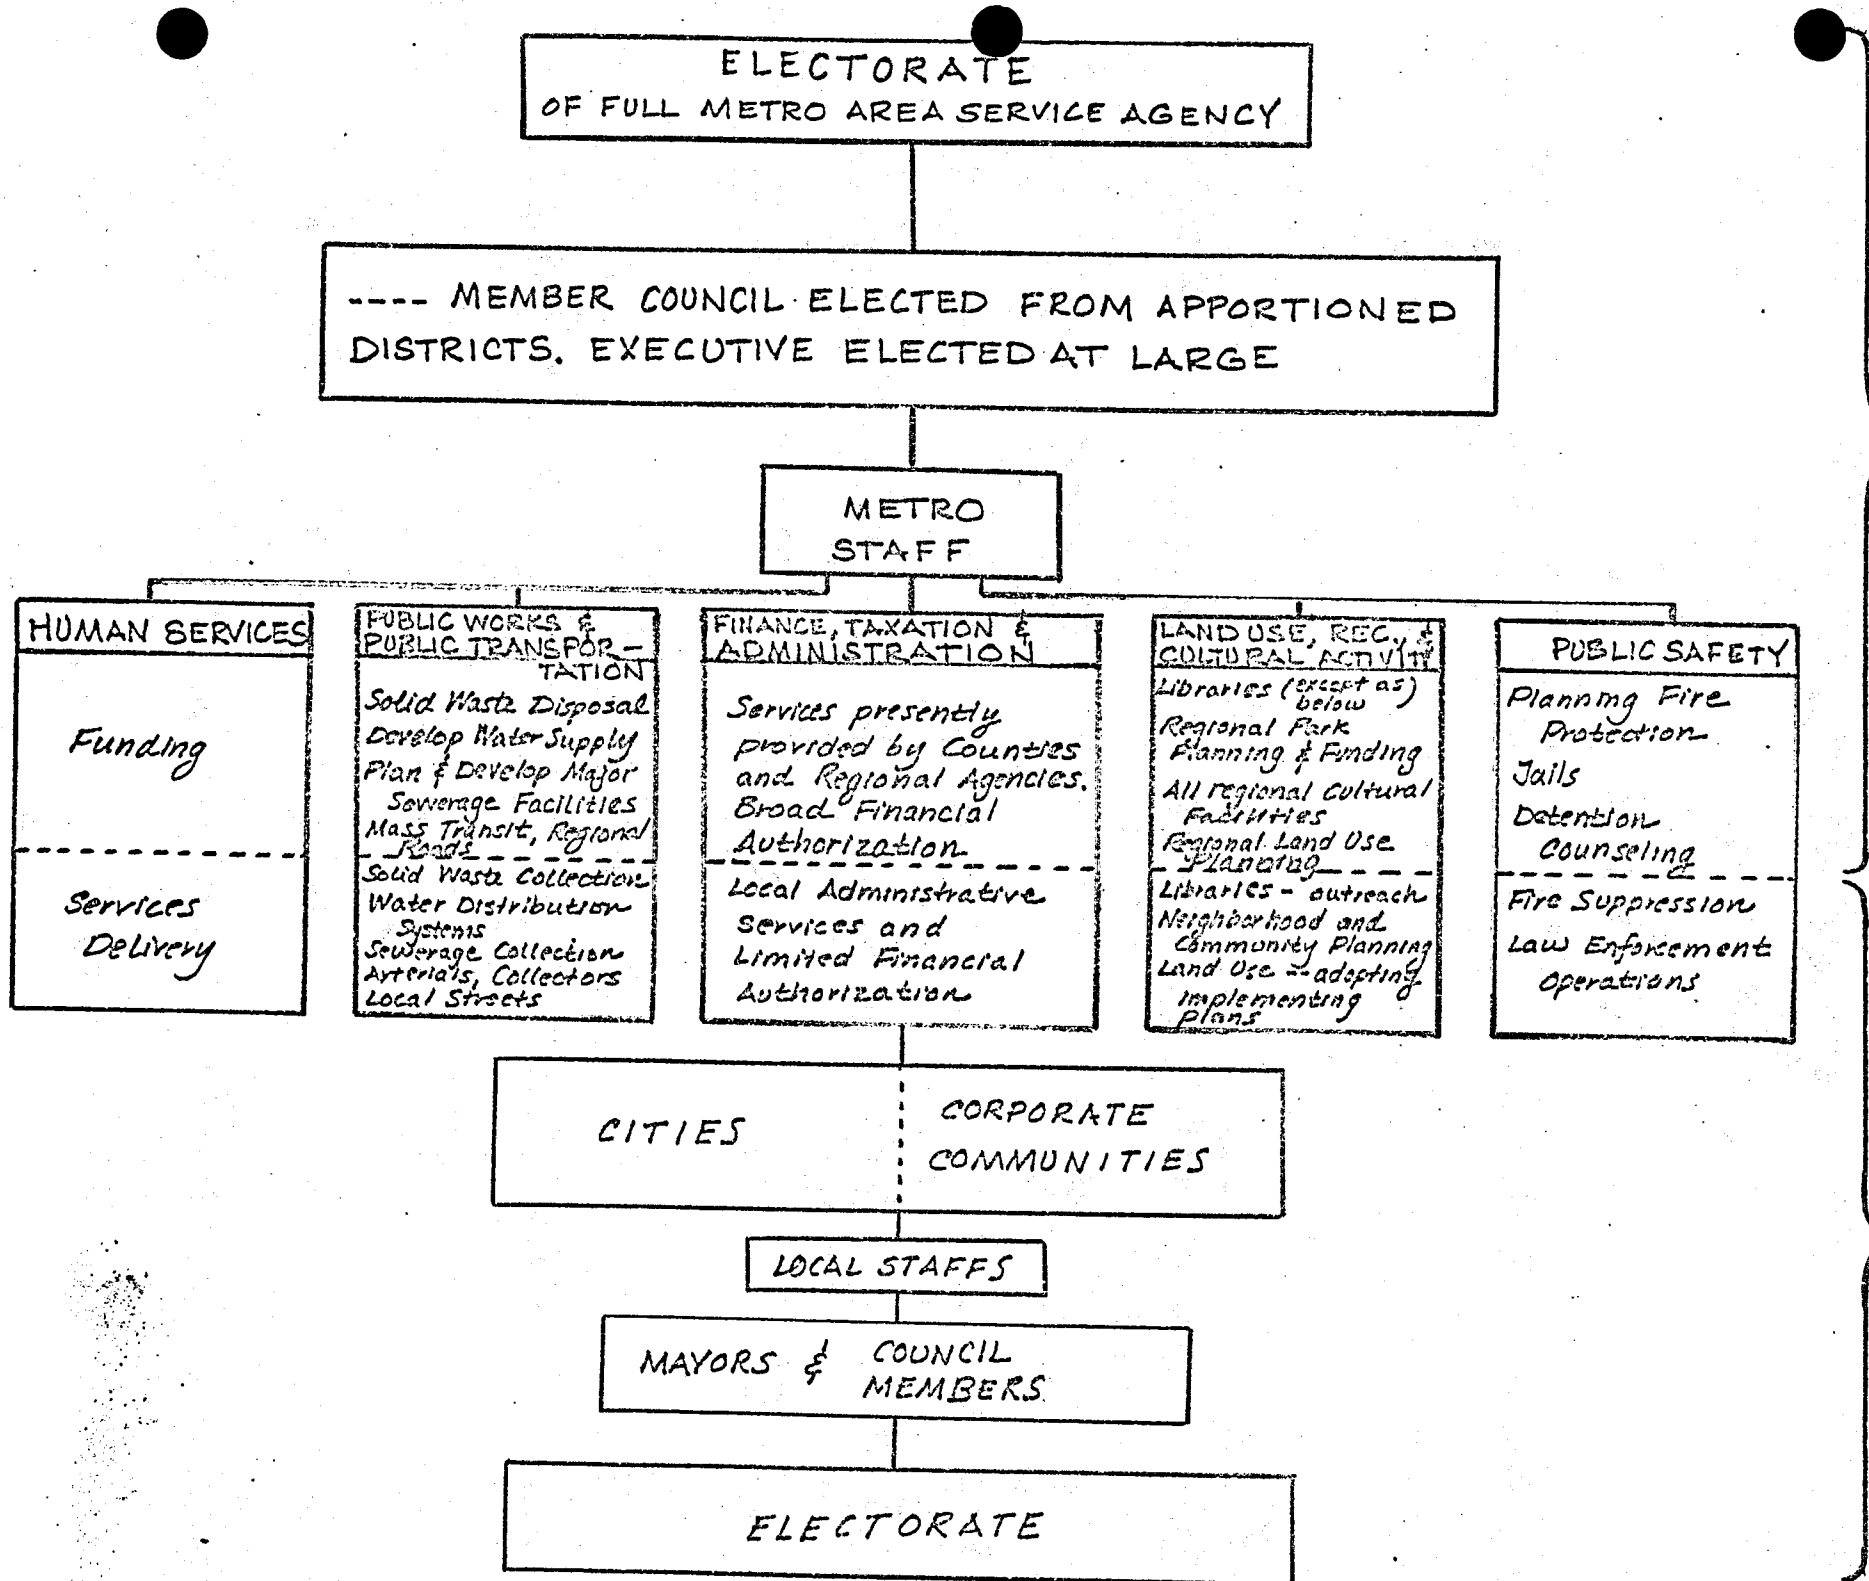 ELECTORATE
OF FULL METRO AREA SERVICE AGENCY
---- MEMBER COUNCIL ELECTED FROM APPORTIONED
DISTRICTS. EXECUTIVE ELECTED AT LARGE
METRO
STAFF
HUMAN SERVICES
Funding
Services
Delivery
PUBLIC WORKS &
PUBLIC TRANSPOR-
TATION
Solid Waste Disposal
Develop Water Supply
Plan & Develop Major
Sewerage Facilities
Mass Transit, Regional
Roads
Solid Waste Collection
Water Distribution
Systems
Sewerage Collection
Arterials, Collectors
Local Streets
FINANCE, TAXATION &
ADMINISTRATION
Services presently
provided by Counties
and Regional Agencies.
Broad Financial
Authorization
Local Administrative
Services and
Limited Financial
Authorization
LAND USE, REC., &
CULTURAL ACTIVIT
Libraries (except as
below)
Regional Park
Planning & Funding
All regional Cultural
Facilities
Regional Land Use
Planning
Libraries - outreach
Neighborhood and
Community Planning
Land Use - adopting
implementing
plans
PUBLIC SAFETY
Planning Fire
Protection
Jails
Detention
Counseling
Fire Suppression
Law Enforcement
Operations
CITIES
CORPORATE
COMMUNITIES
LOCAL STAFFS
MAYORS & COUNCIL
MEMBERS
ELECTORATE